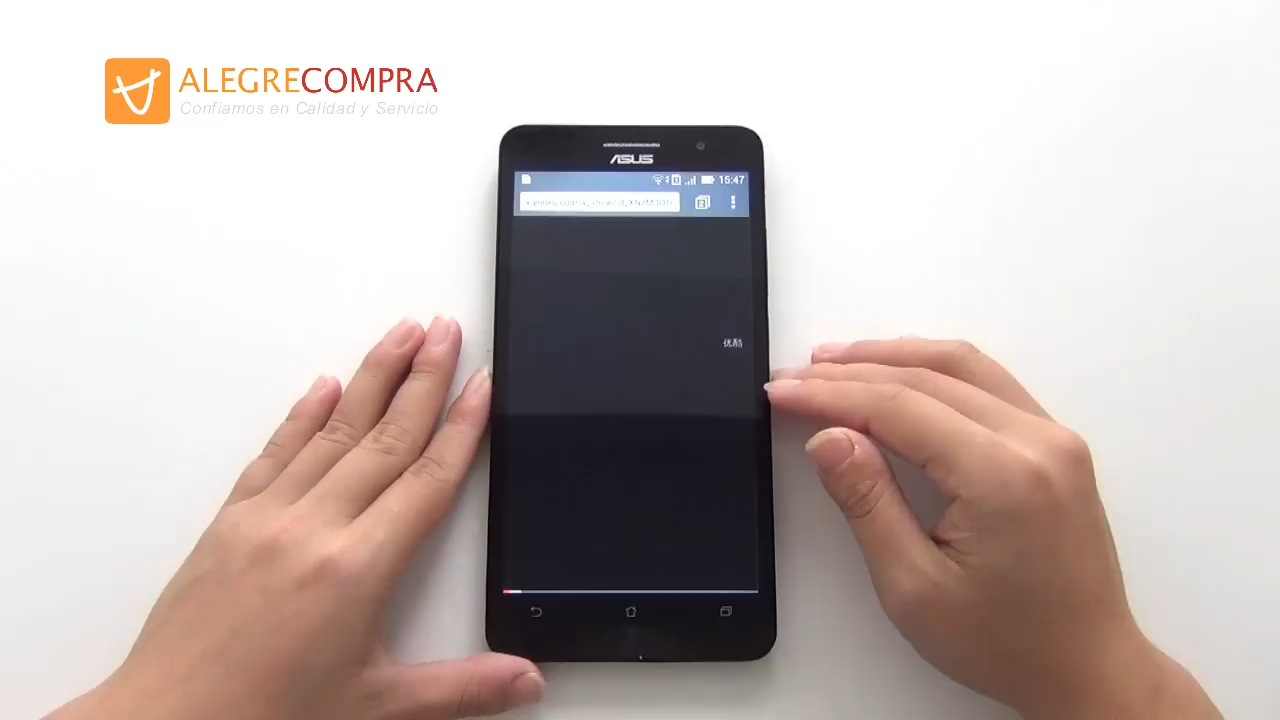 ALEGRECOMPRA
Confiamos en Calidad y Servicio
ASUS
15:47
优酷